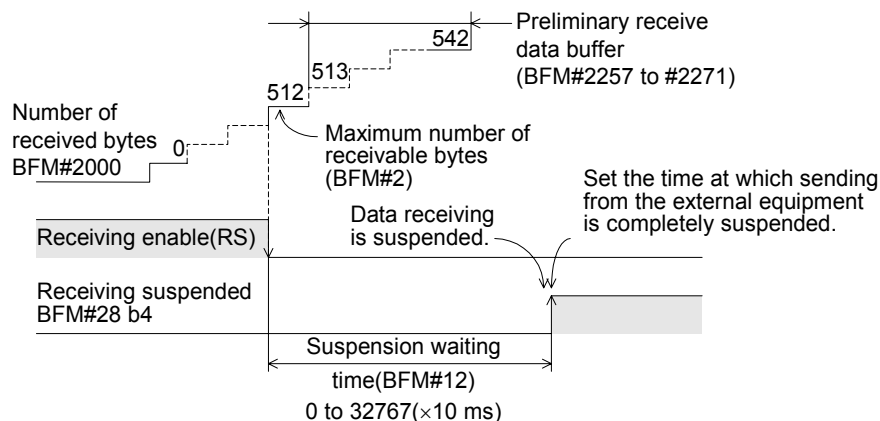 Preliminary receive
data buffer
(BFM#2257 to #2271)
542
513
512
Number of
received bytes
BFM#2000
0
Maximum number of
receivable bytes
(BFM#2)
Set the time at which sending
from the external equipment
is completely suspended.
Data receiving
is suspended.
Receiving enable(RS)
Receiving suspended
BFM#28 b4
Suspension waiting
time(BFM#12)
0 to 32767(×10 ms)